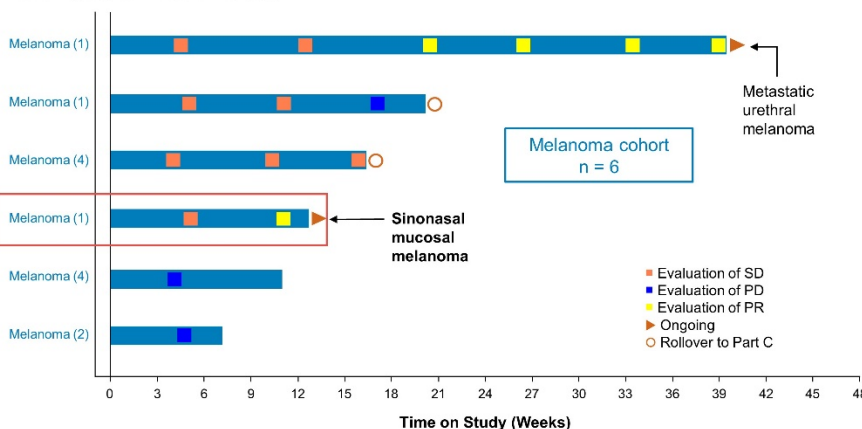 Melanoma (1)
Metastatic
urethral
melanoma
Melanoma (1)
Melanoma cohort
n = 6
Melanoma (4)
Melanoma (1)
Sinonasal
mucosal
melanoma
Melanoma (4)
Melanoma (2)
Evaluation of SD
Evaluation of PD
Evaluation of PR
Ongoing
Rollover to Part C
0 3 6 9 12 15 18 21 24 27 30 33 36 39 42 45 48
Time on Study (Weeks)